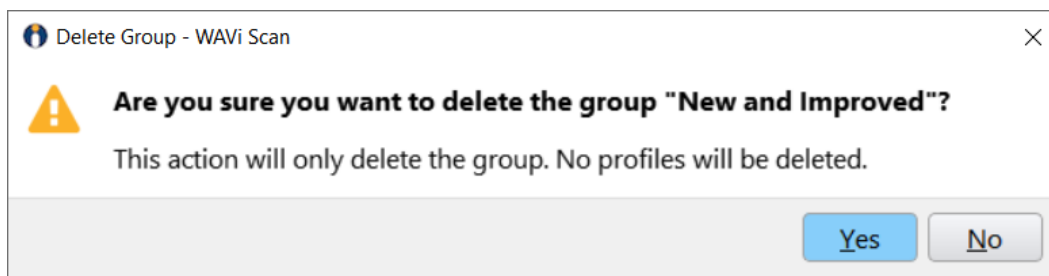 Delete Group - WAVi Scan
Are you sure you want to delete the group "New and Improved"?
This action will only delete the group. No profiles will be deleted.
Yes No